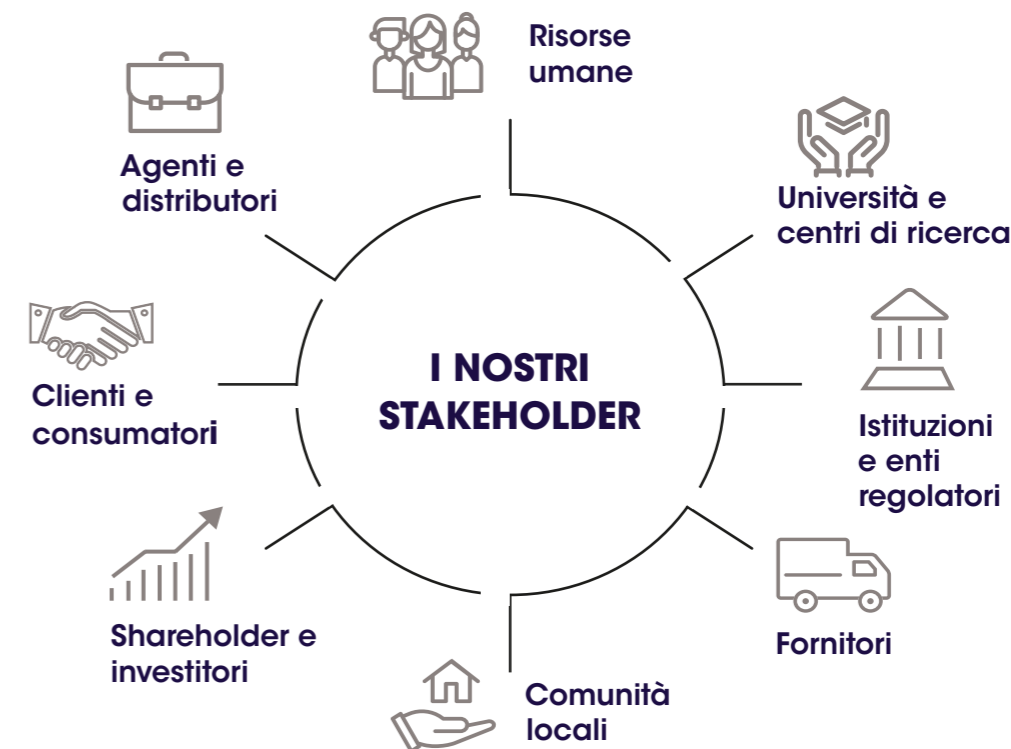 Risorse
umane
Agenti e
distributori
Università e
centri di ricerca
Clienti e
consumatori
I NOSTRI
STAKEHOLDER
Istituzioni
e enti
regolatori
Shareholder e
investitori
Fornitori
Comunità
locali